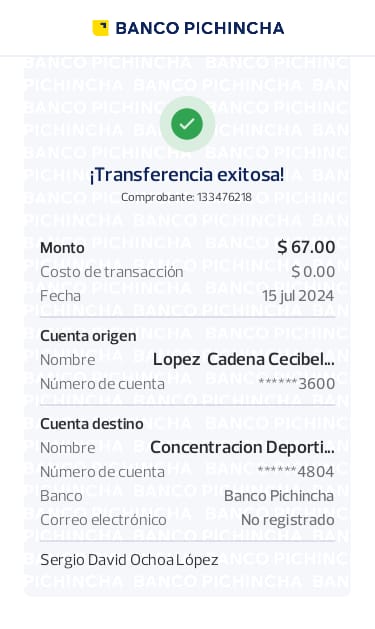 BANCO PICHINCHA
¡Transferencia exitosa!
Comprobante: 133476218
Monto $ 67.00
Costo de transacción $ 0.00
Fecha 15 jul 2024
Cuenta origen
Nombre Lopez Cadena Cecibel...
Número de cuenta ******3600
Cuenta destino
Nombre Concentracion Deporti...
Número de cuenta ******4804
Banco Banco Pichincha
Correo electrónico No registrado
Sergio David Ochoa López